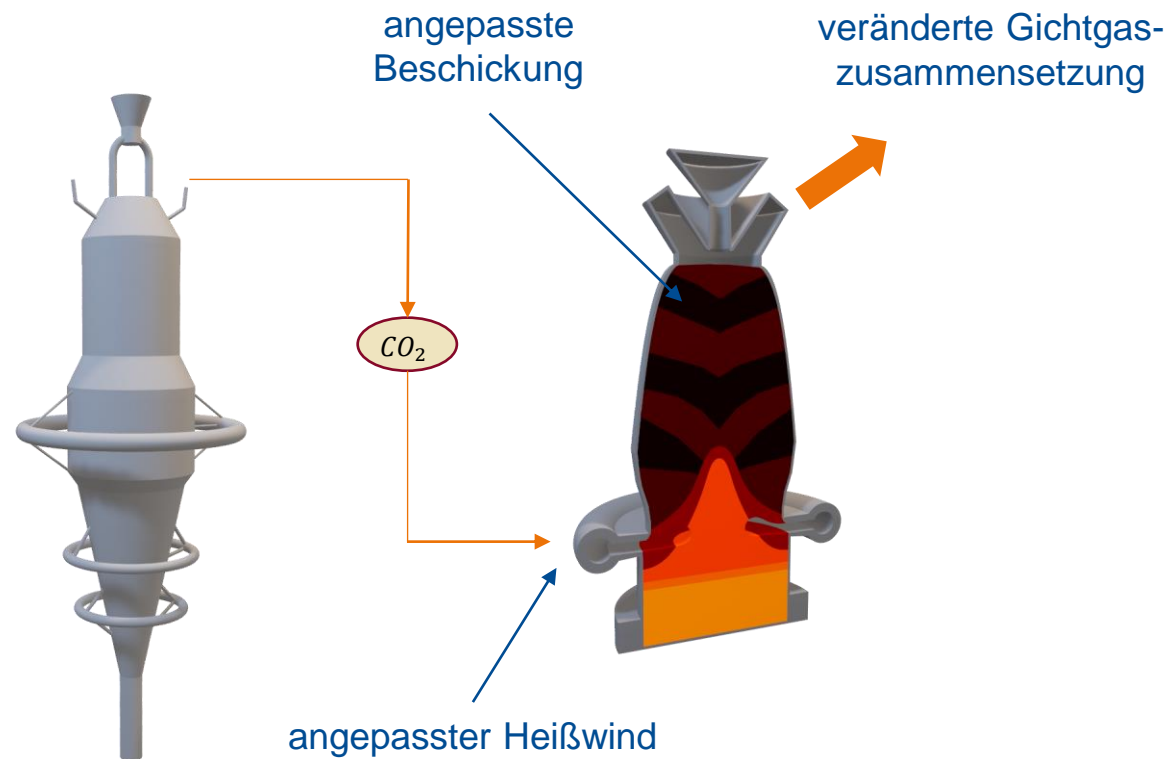 angepasste
Beschickung
veränderte Gichtgas-
zusammensetzung
CO₂
angepasster Heißwind